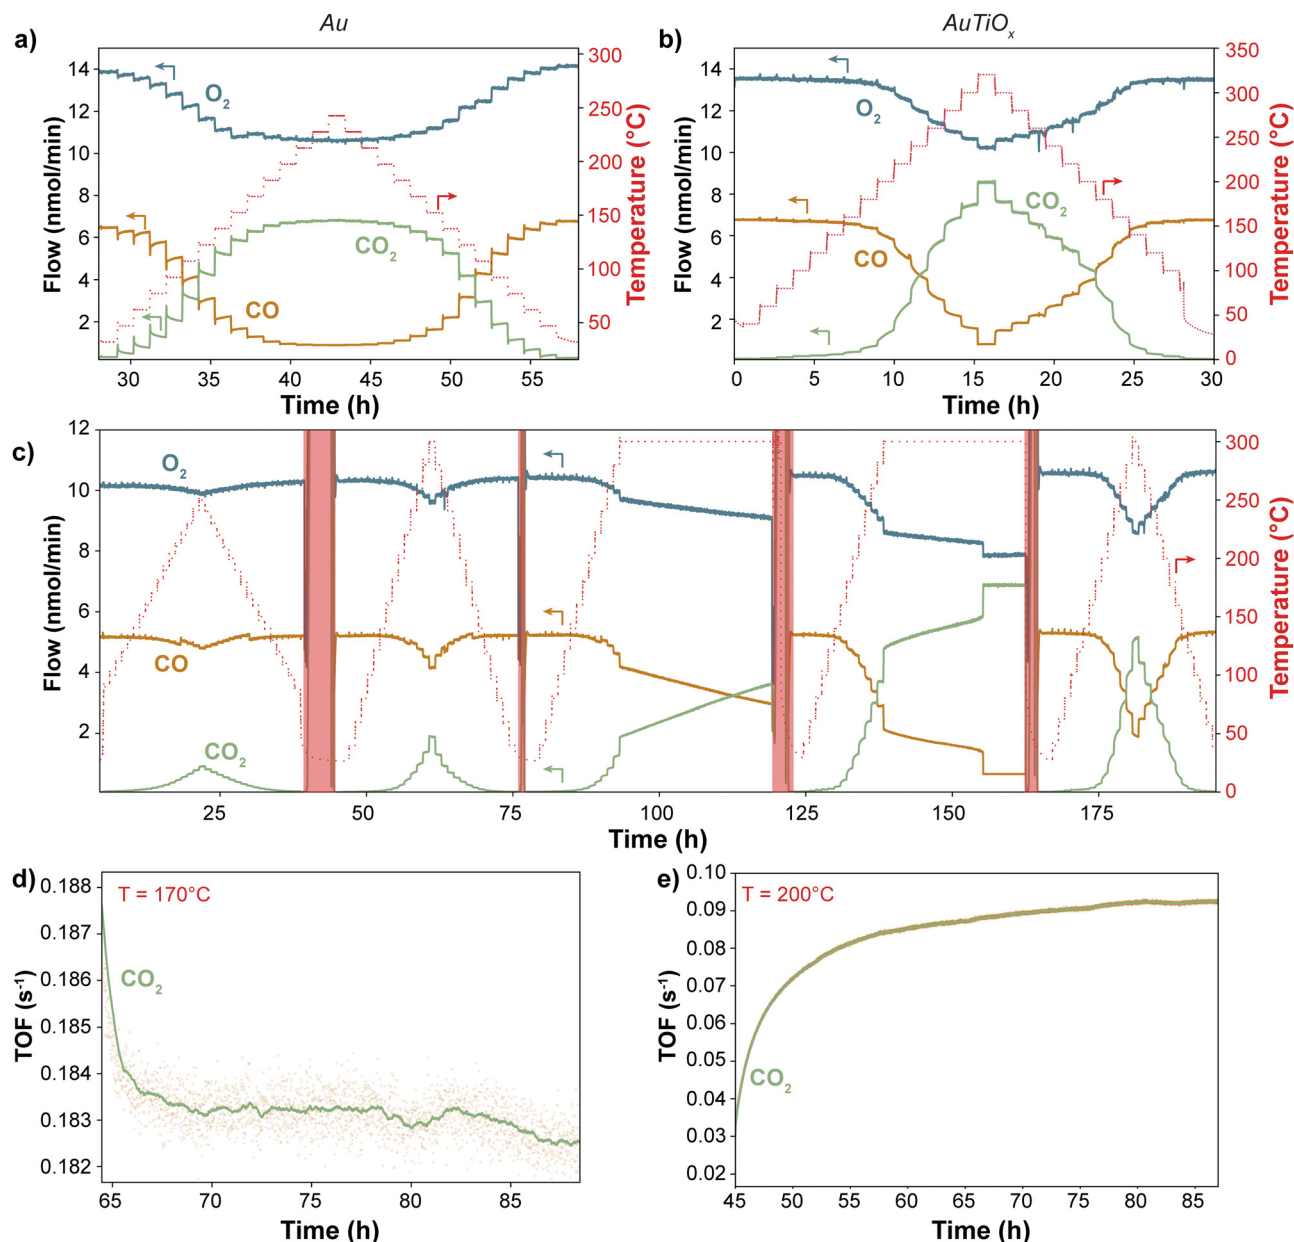 Au
AuTiOx
a)
Flow (nmol/min)
14
12
10
8
6
4
2
O2
CO2
CO
300
250
200
150
100
50
Temperature (°C)
30
35
40
45
50
55
Time (h)
b)
Flow (nmol/min)
14
12
10
8
6
4
2
O2
CO2
CO
350
300
250
200
150
100
50
0
Temperature (°C)
0
5
10
15
20
25
30
Time (h)
c)
Flow (nmol/min)
12
10
8
6
4
2
O2
CO
CO2
300
250
200
150
100
50
0
Temperature (°C)
25
50
75
100
125
150
175
Time (h)
d)
TOF (s-1)
0.188
0.187
0.186
0.185
0.184
0.183
0.182
T = 170°C
CO2
65
70
75
80
85
Time (h)
e)
TOF (s-1)
0.10
0.09
0.08
0.07
0.06
0.05
0.04
0.03
0.02
T = 200°C
CO2
45
50
55
60
65
70
75
80
85
Time (h)